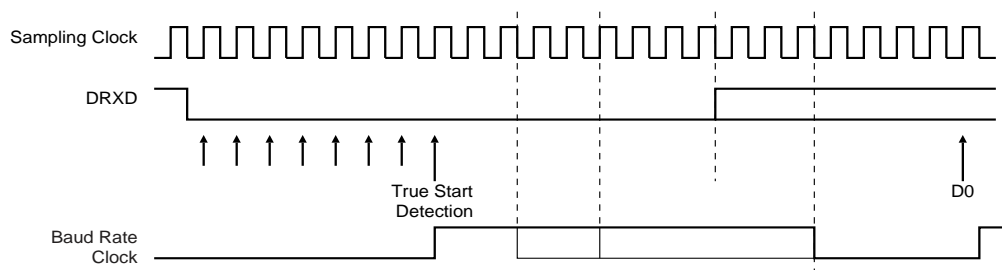 Sampling Clock
DRXD
True Start
Detection
D0
Baud Rate
Clock